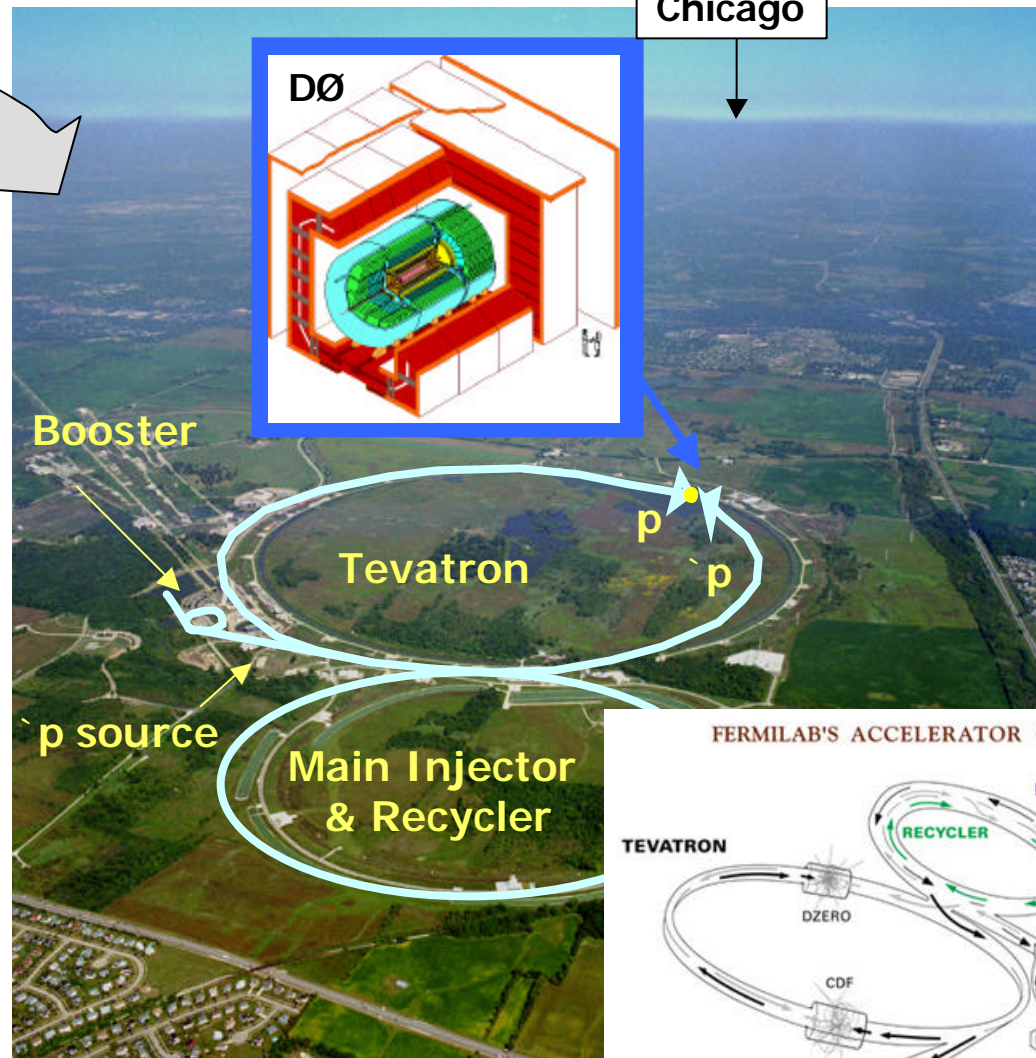 Chicago
DØ
Booster
p
Tevatron
`p
`p source
Main Injector
& Recycler
FERMILAB'S ACCELERATOR
RECYCLER
TEVATRON
DZERO
CDF